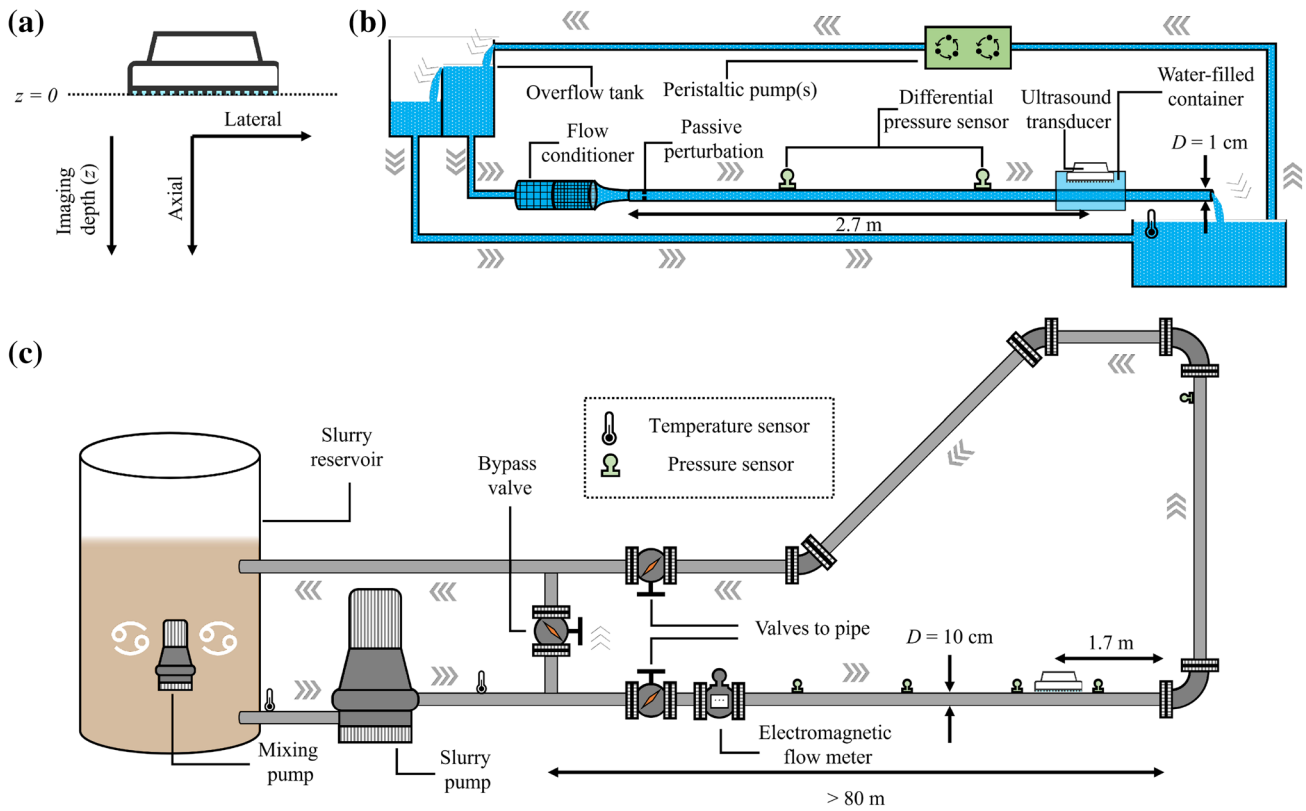 (a)
z = 0
Lateral
Imaging
depth (z)
Axial
(b)
Overflow tank
Peristaltic pump(s)
Differential
pressure sensor
Ultrasound
transducer
Water-filled
container
Flow
conditioner
Passive
perturbation
D = 1 cm
2.7 m
(c)
Slurry
reservoir
Bypass
valve
Temperature sensor
Pressure sensor
Valves to pipe
D = 10 cm
1.7 m
Mixing
pump
Slurry
pump
Electromagnetic
flow meter
> 80 m